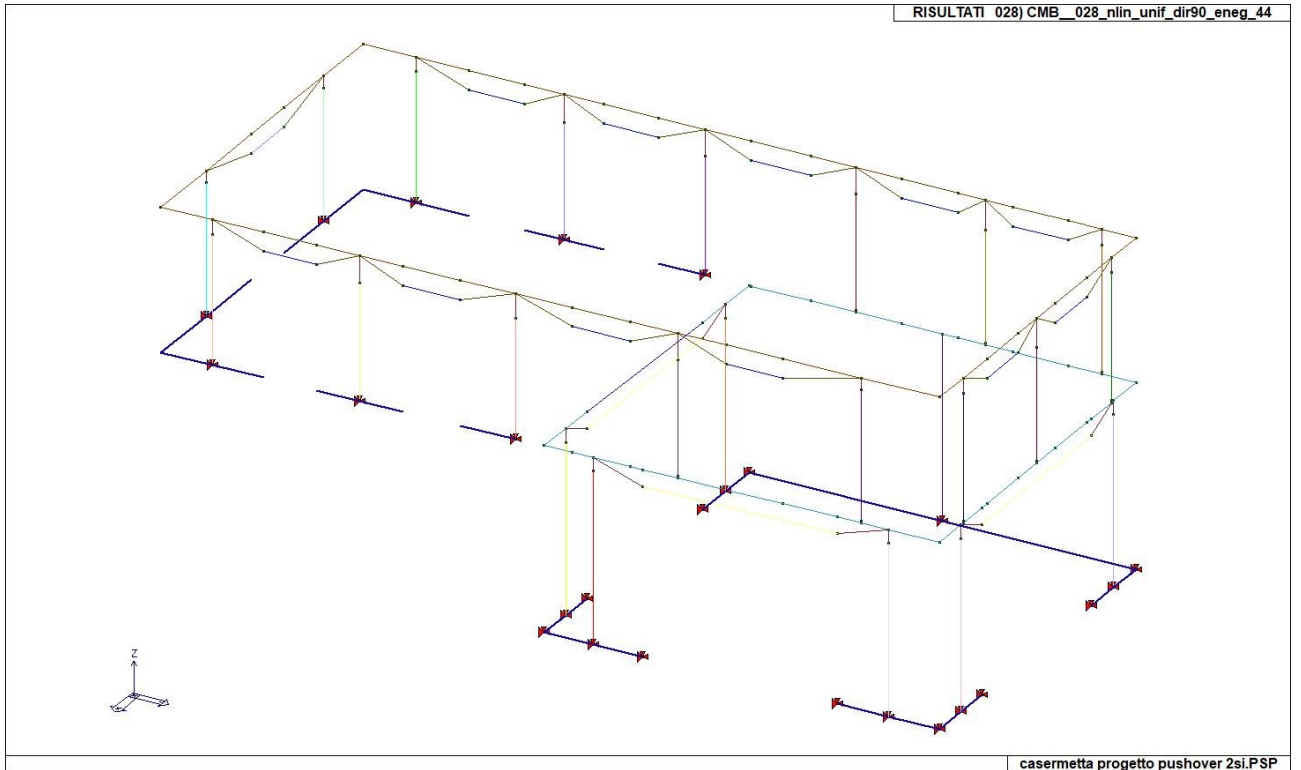 RISULTATI 028) CMB__028_nlin_unif_dir90_eneg_44
Z
casermetta progetto pushover 2si.PSP